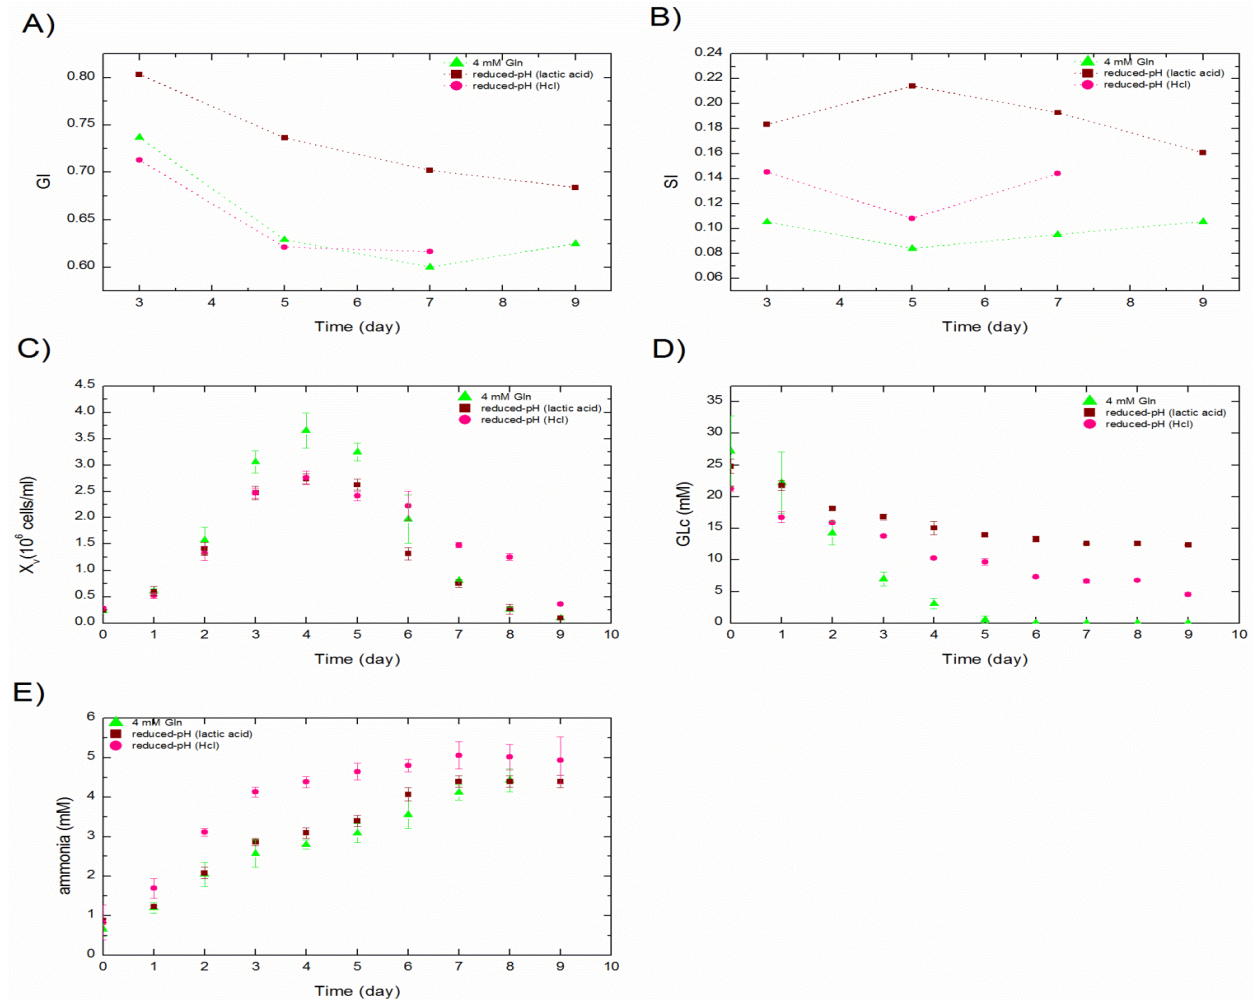 A)
0.80
0.75
0.70
0.65
0.60
GI
4 mM Gln
reduced-pH (lactic acid)
reduced-pH (Hcl)
3 4 5 6 7 8 9
Time (day)
B)
0.24
0.22
0.20
0.18
0.16
0.14
0.12
0.10
0.08
0.06
SI
4 mM Gln
reduced-pH (lactic acid)
reduced-pH (Hcl)
3 4 5 6 7 8 9
Time (day)
C)
4.5
4.0
3.5
3.0
2.5
2.0
1.5
1.0
0.5
0.0
Xv(10⁶ cells/ml)
4 mM Gln
reduced-pH (lactic acid)
reduced-pH (Hcl)
0 1 2 3 4 5 6 7 8 9 10
Time (day)
D)
35
30
25
20
15
10
5
0
GLc (mM)
4 mM Gln
reduced-pH (lactic acid)
reduced-pH (Hcl)
0 1 2 3 4 5 6 7 8 9 10
Time (day)
E)
6
5
4
3
2
1
0
ammonia (mM)
4 mM Gln
reduced-pH (lactic acid)
reduced-pH (Hcl)
0 1 2 3 4 5 6 7 8 9 10
Time (day)